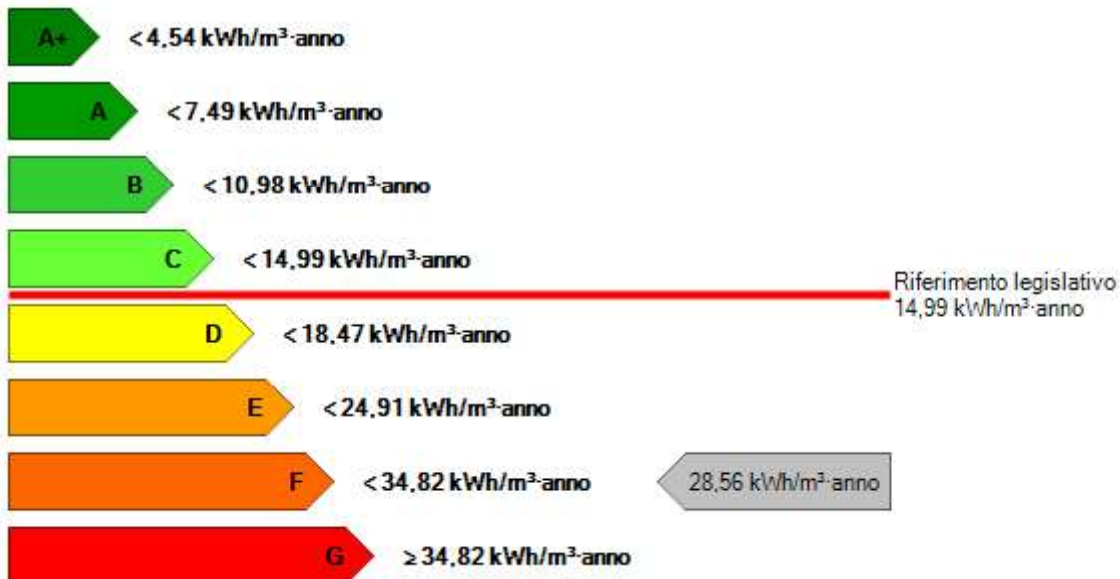 A+ < 4,54 kWh/m³·anno
A < 7,49 kWh/m³·anno
B < 10,98 kWh/m³·anno
C < 14,99 kWh/m³·anno
Riferimento legislativo
14,99 kWh/m³·anno
D < 18,47 kWh/m³·anno
E < 24,91 kWh/m³·anno
F < 34,82 kWh/m³·anno 28,56 kWh/m³·anno
G ≥ 34,82 kWh/m³·anno